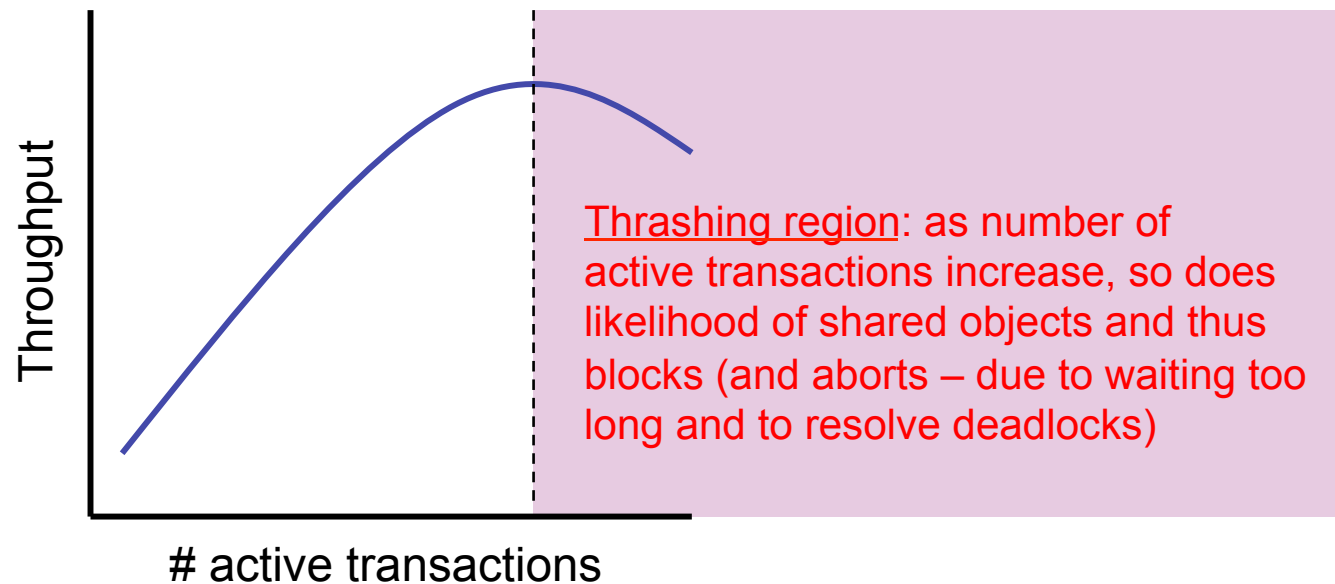 Throughput
Thrashing region: as number of
active transactions increase, so does
likelihood of shared objects and thus
blocks (and aborts – due to waiting too
long and to resolve deadlocks)
# active transactions